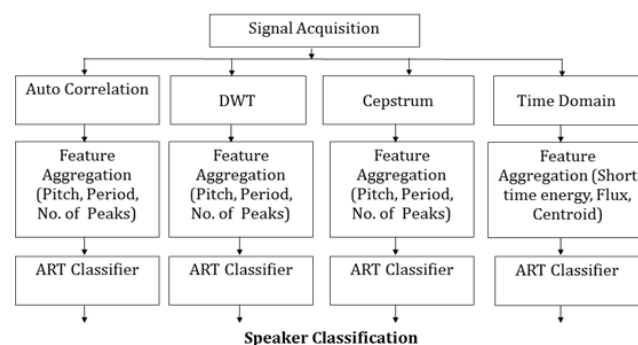 Signal Acquisition
Auto Correlation
DWT
Cepstrum
Time Domain
Feature
Aggregation
(Pitch, Period,
No. of Peaks)
Feature
Aggregation
(Pitch, Period,
No. of Peaks)
Feature
Aggregation
(Pitch, Period,
No. of Peaks)
Feature
Aggregation (Short
time energy, Flux,
Centroid)
ART Classifier
ART Classifier
ART Classifier
ART Classifier
Speaker Classification